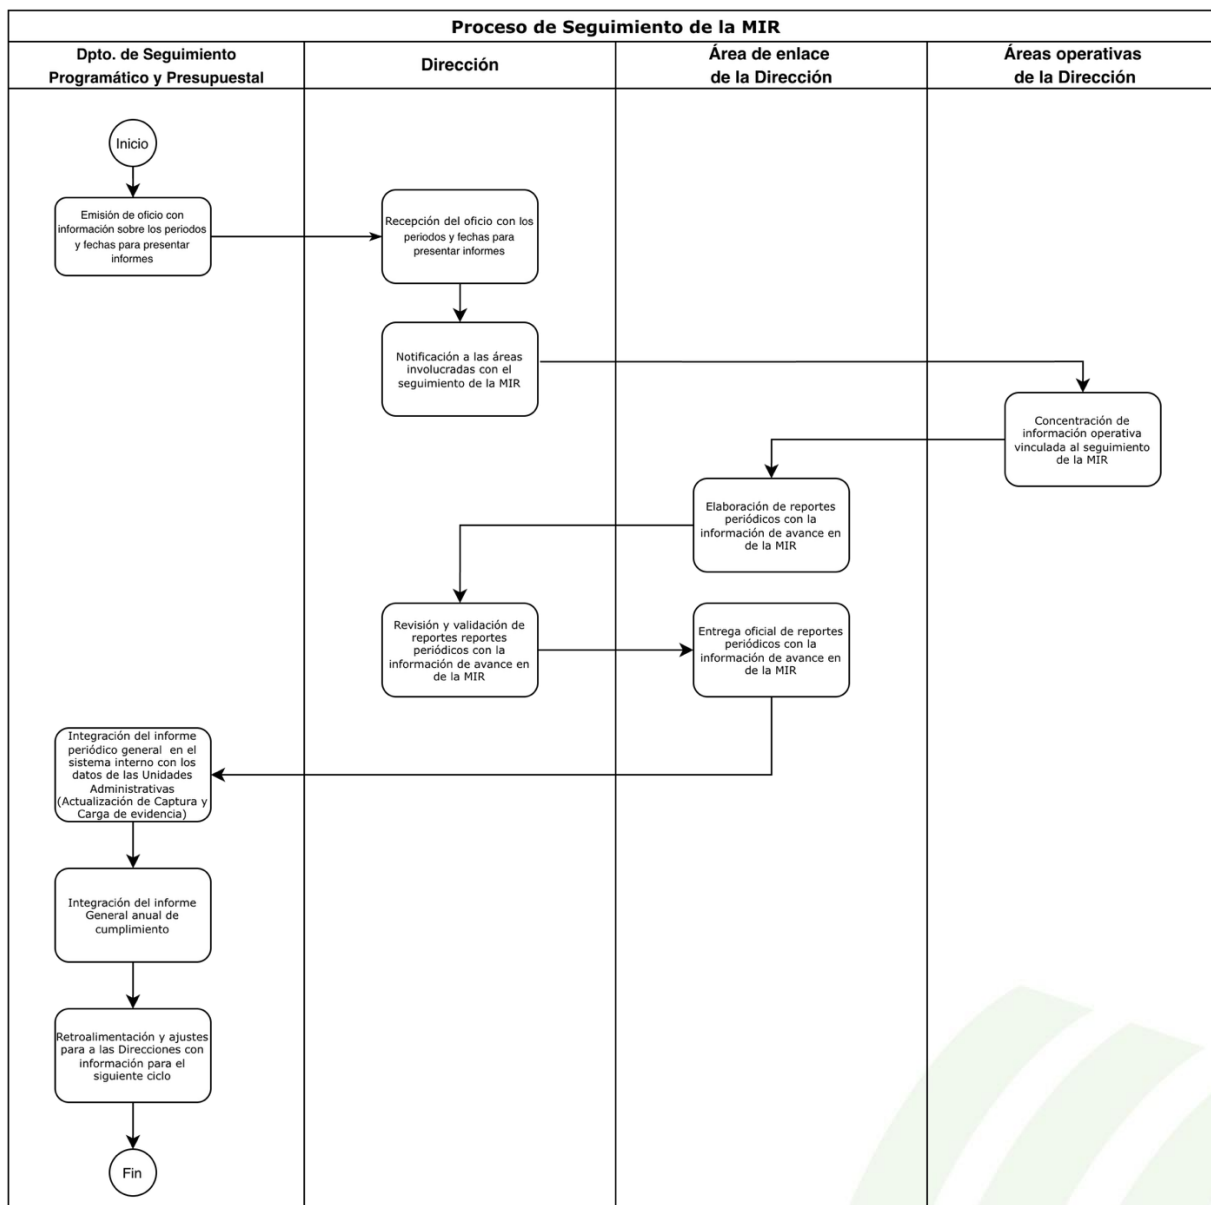 Proceso de Seguimiento de la MIR
Dpto. de Seguimiento
Programático y Presupuestal
Dirección
Área de enlace
de la Dirección
Áreas operativas
de la Dirección
Inicio
Emisión de oficio con
información sobre los periodos
y fechas para presentar
informes
Recepción del oficio con los
periodos y fechas para
presentar informes
Notificación a las áreas
involucradas con el
seguimiento de la MIR
Concentración de
información operativa
vinculada al seguimiento
de la MIR
Elaboración de reportes
periódicos con la
información de avance en
de la MIR
Revisión y validación de
reportes reportes
periódicos con la
información de avance en
de la MIR
Entrega oficial de reportes
periódicos con la
información de avance en
de la MIR
Integración del informe
periódico general en el
sistema interno con los
datos de las Unidades
Administrativas
(Actualización de Captura y
Carga de evidencia)
Integración del informe
General anual de
cumplimiento
Retroalimentación y ajustes
para a las Direcciones con
información para el
siguiente ciclo
Fin